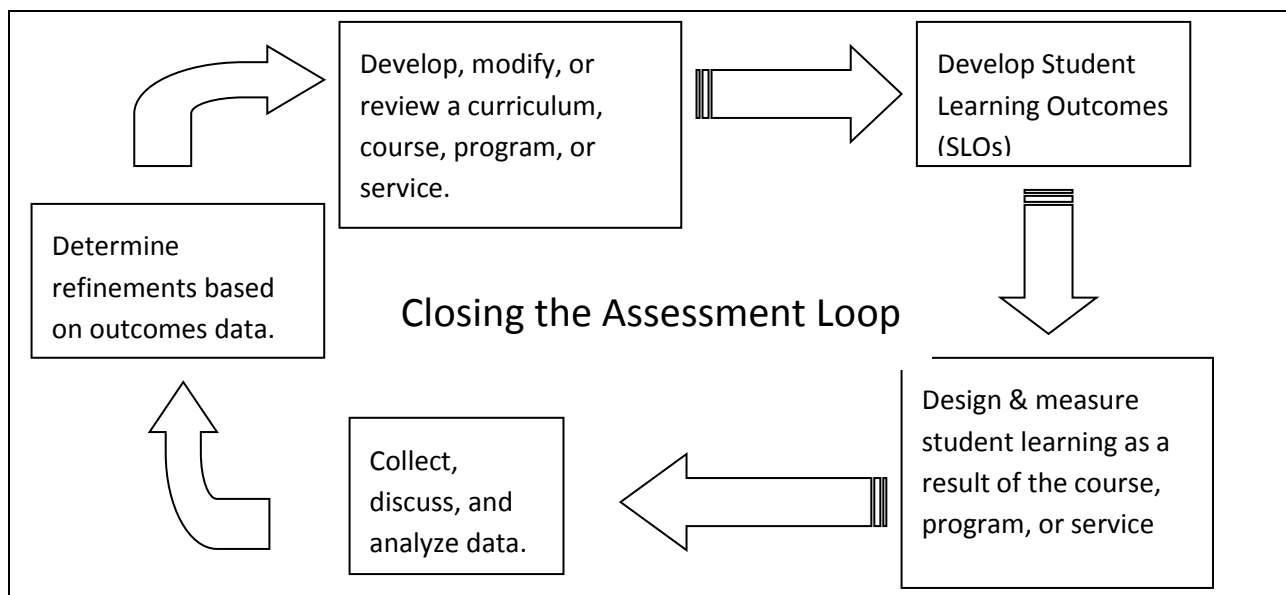 Develop, modify, or
review a curriculum,
course, program, or
service.
Develop Student
Learning Outcomes
(SLOs)
Determine
refinements based
on outcomes data.
Closing the Assessment Loop
Design & measure
student learning as a
result of the course,
program, or service
Collect,
discuss, and
analyze data.